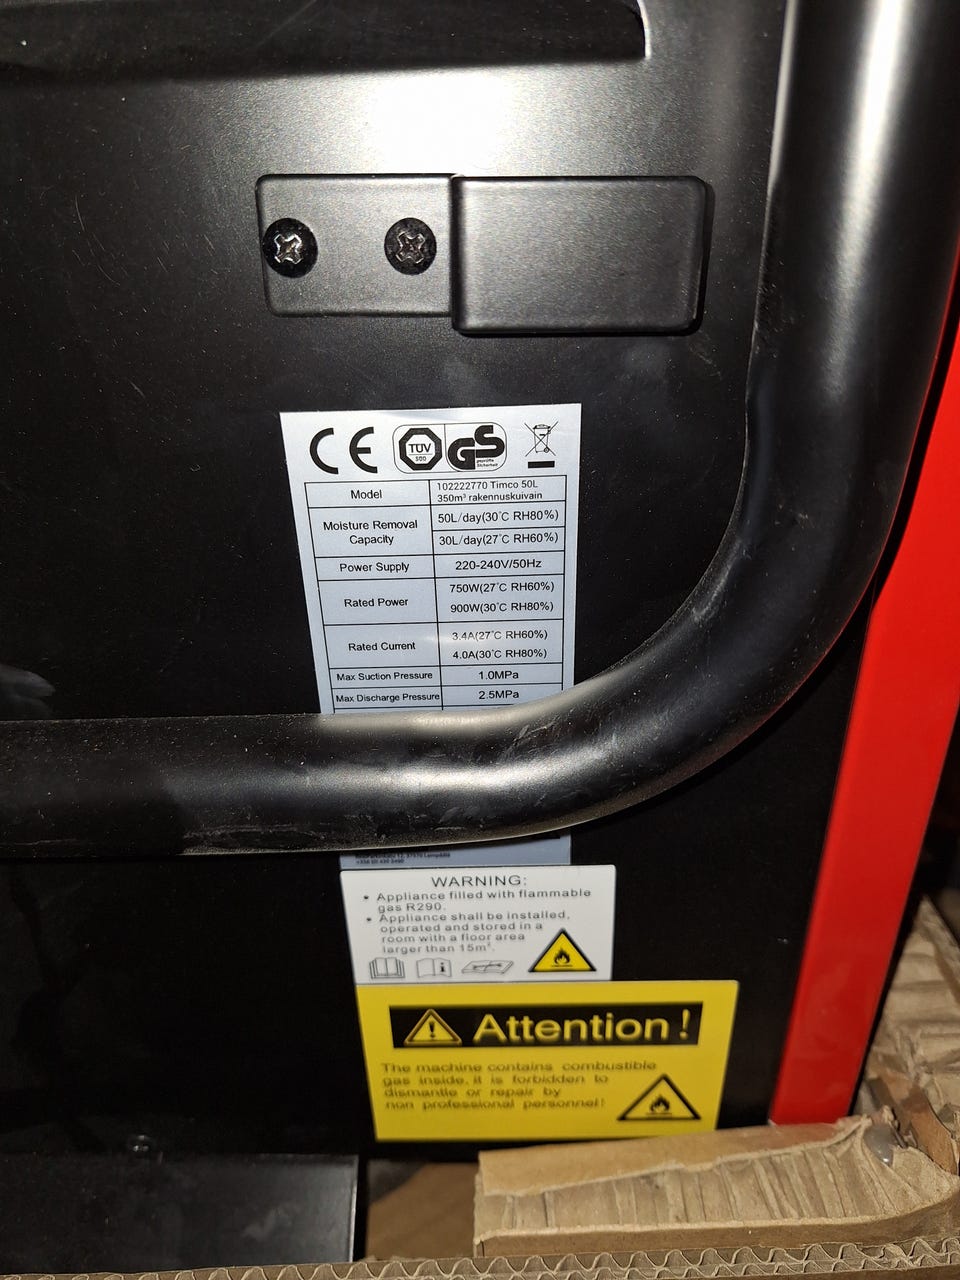 CE
TÜV
SÜD
GS
geprüfte
Sicherheit
Model
102222770 Timco 50L
350m³ rakennuskuivain
Moisture Removal
Capacity
50L/day(30°C RH80%)
30L/day(27°C RH60%)
Power Supply
220-240V/50Hz
Rated Power
750W(27°C RH60%)
900W(30°C RH80%)
Rated Current
3.4A(27°C RH60%)
4.0A(30°C RH80%)
Max Suction Pressure
1.0MPa
Max Discharge Pressure
2.5MPa
WARNING:
• Appliance filled with flammable
gas R290.
• Appliance shall be installed,
operated and stored in a
room with a floor area
larger than 15m².
Attention!
The machine contains combustible
gas inside, it is forbidden to
dismantle or repair by
non professional personnel!